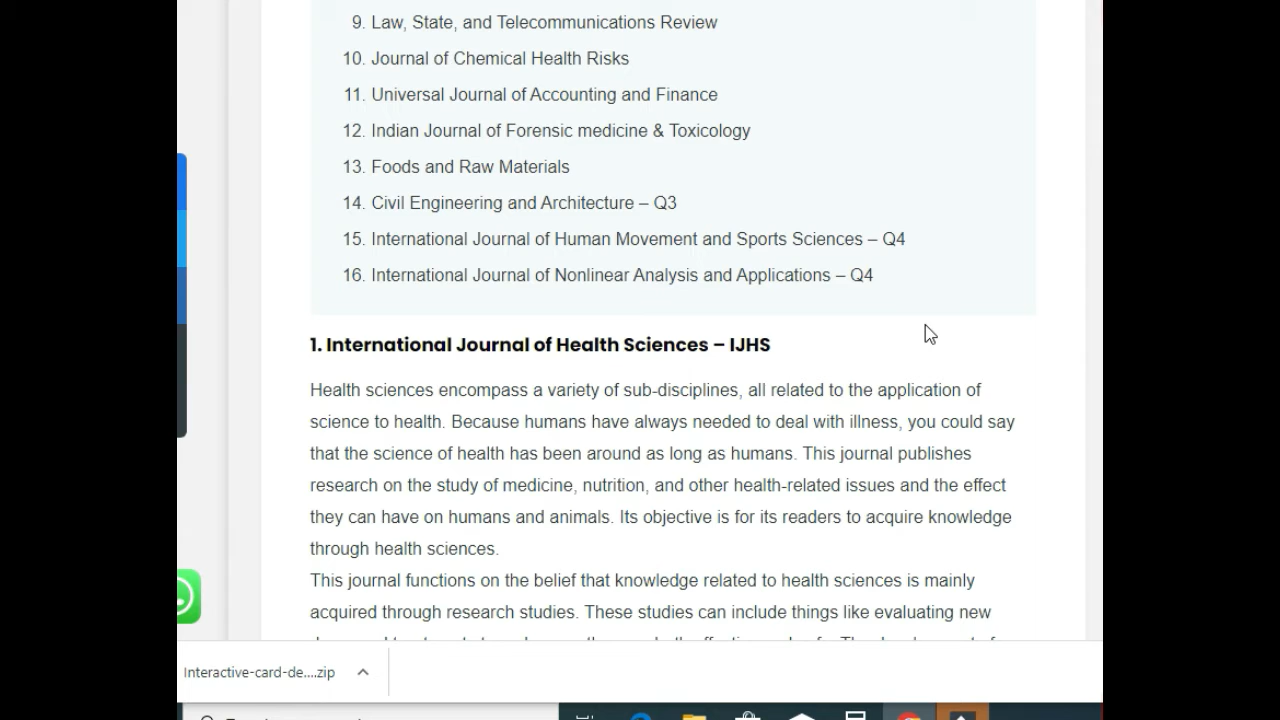 9. Law, State, and Telecommunications Review
10. Journal of Chemical Health Risks
11. Universal Journal of Accounting and Finance
12. Indian Journal of Forensic medicine & Toxicology
13. Foods and Raw Materials
14. Civil Engineering and Architecture – Q3
15. International Journal of Human Movement and Sports Sciences – Q4
16. International Journal of Nonlinear Analysis and Applications – Q4
1. International Journal of Health Sciences – IJHS
Health sciences encompass a variety of sub-disciplines, all related to the application of
science to health. Because humans have always needed to deal with illness, you could say
that the science of health has been around as long as humans. This journal publishes
research on the study of medicine, nutrition, and other health-related issues and the effect
they can have on humans and animals. Its objective is for its readers to acquire knowledge
through health sciences.
This journal functions on the belief that knowledge related to health sciences is mainly
acquired through research studies. These studies can include things like evaluating new
Interactive-card-de....zip